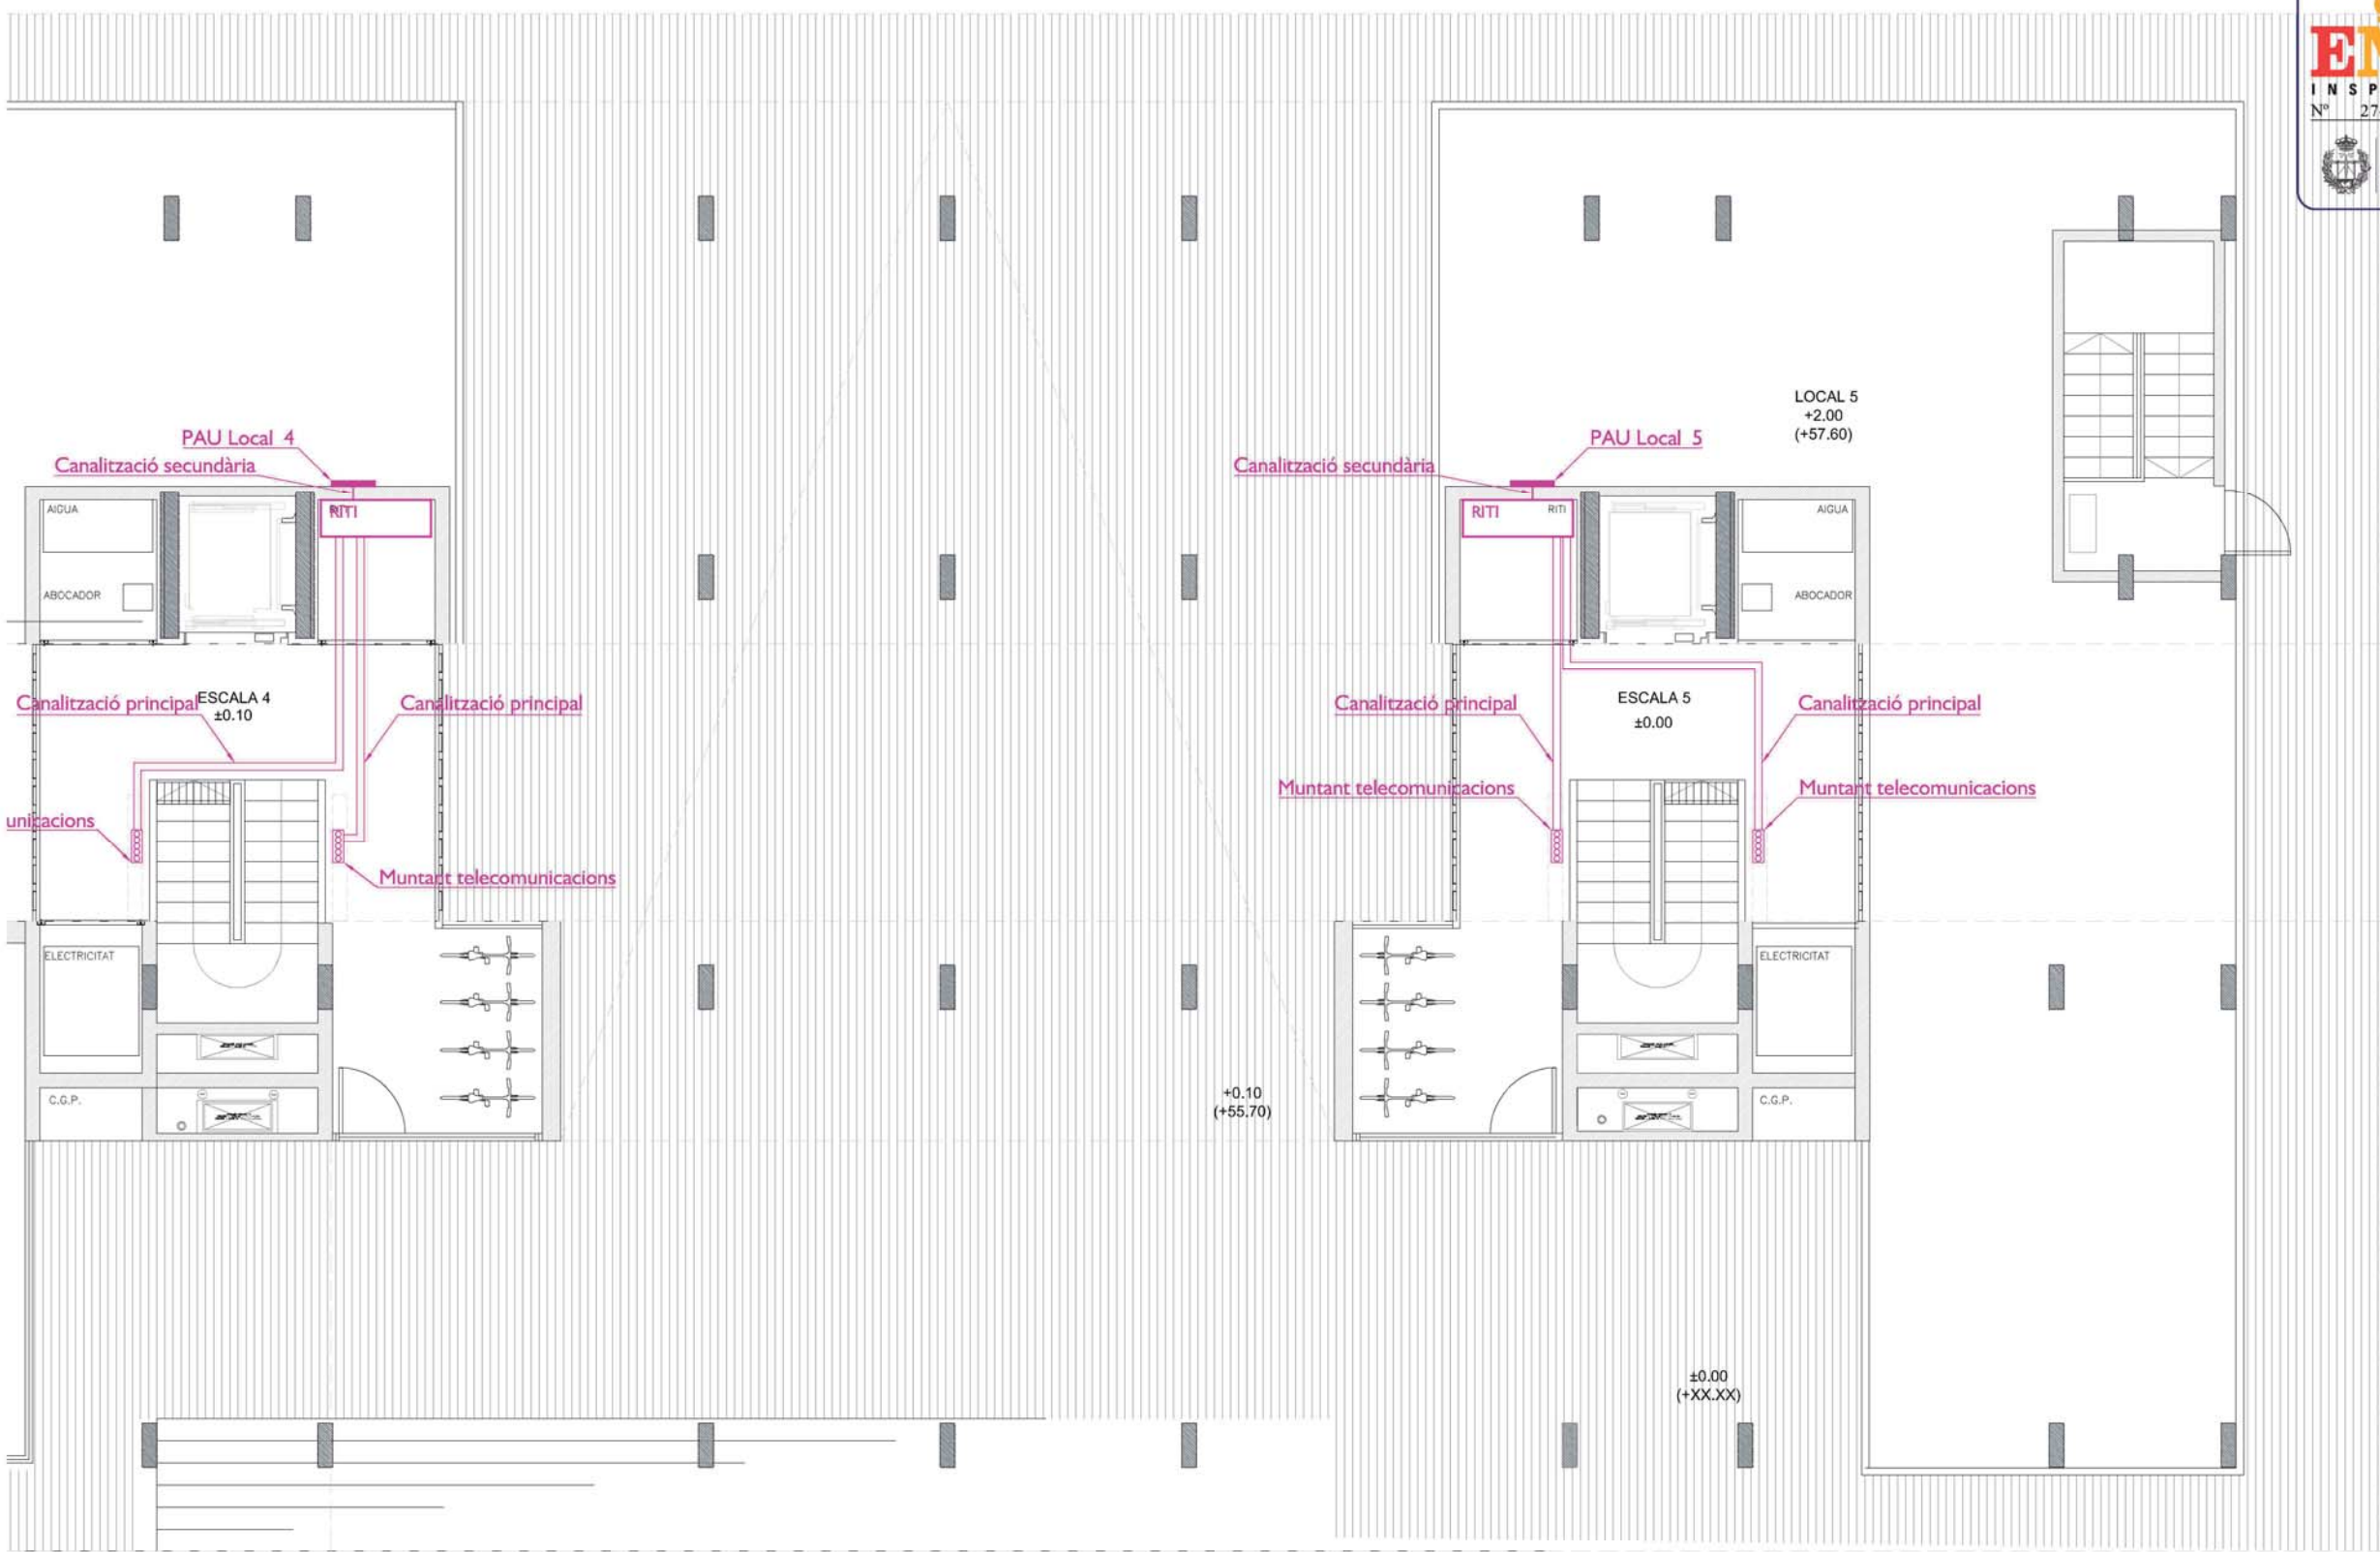 INSP
Nº 27
LOCAL 5
+2.00
(+57.60)
PAU Local 4
Canalització secundària
RITI
AIGUA
ABOCADOR
ESCALA 4
±0.10
Canalització principal
Canalització principal
unicacions
Muntant telecomunicacions
ELECTRICITAT
C.G.P.
PAU Local 5
Canalització secundària
RITI
RITI
AIGUA
ABOCADOR
ESCALA 5
±0.00
Canalització principal
Canalització principal
Muntant telecomunicacions
Muntant telecomunicacions
ELECTRICITAT
C.G.P.
+0.10
(+55.70)
±0.00
(+XX.XX)